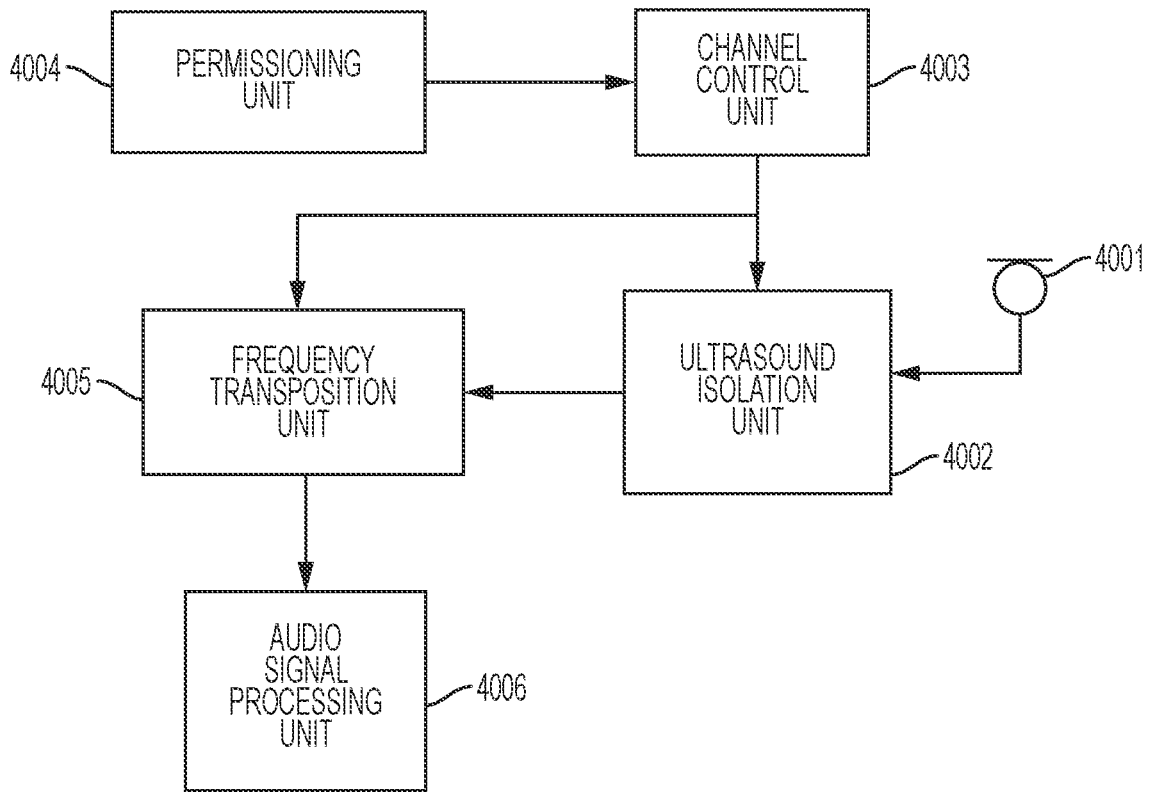 4004
PERMISSIONING
UNIT
CHANNEL
CONTROL
UNIT
4003
4001
4005
FREQUENCY
TRANSPOSITION
UNIT
ULTRASOUND
ISOLATION
UNIT
4002
AUDIO
SIGNAL
PROCESSING
UNIT
4006